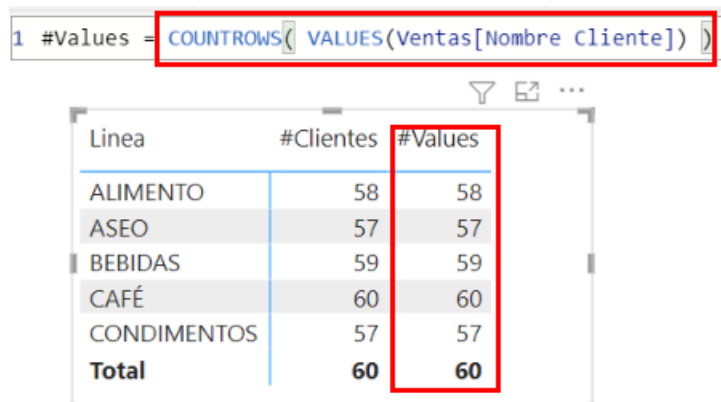 1 #Values = COUNTROWS( VALUES(Ventas[Nombre Cliente]) )
Linea #Clientes #Values
ALIMENTO 58 58
ASEO 57 57
BEBIDAS 59 59
CAFÉ 60 60
CONDIMENTOS 57 57
Total 60 60